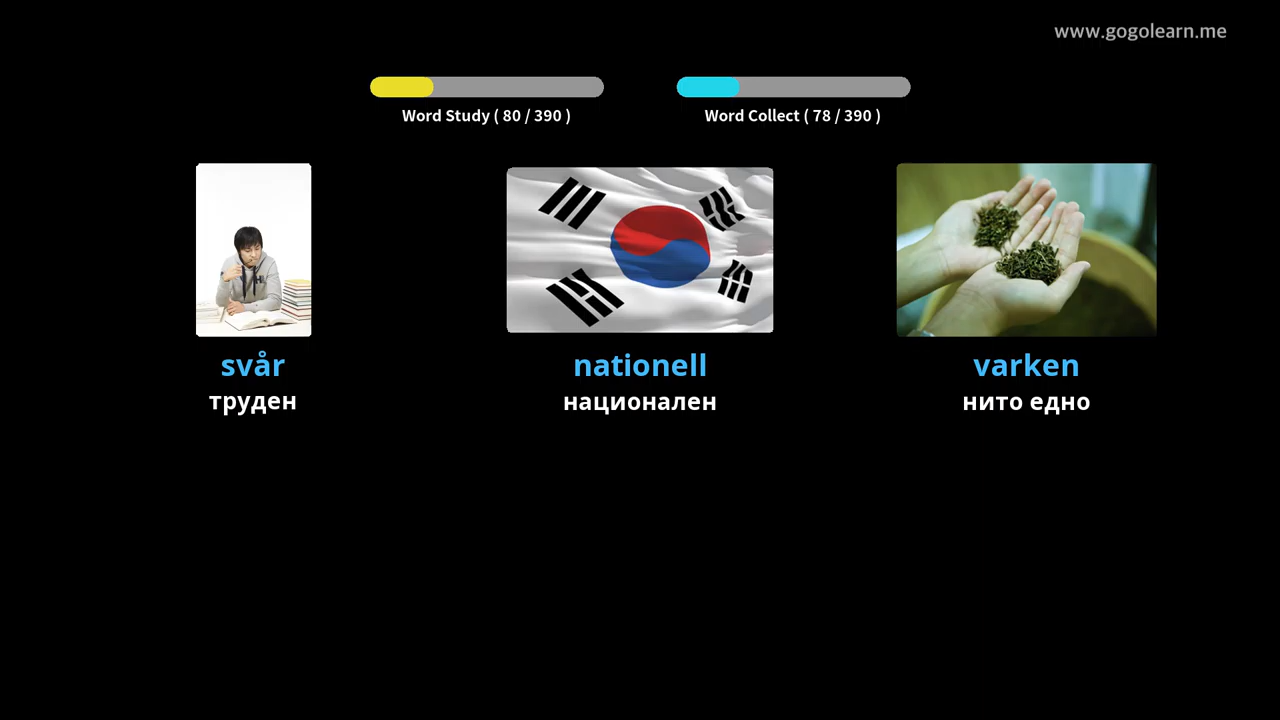 www.gogolearn.me
Word Study ( 80 / 390 )
Word Collect ( 78 / 390 )
svår
nationell
varken
труден
национален
нито едно